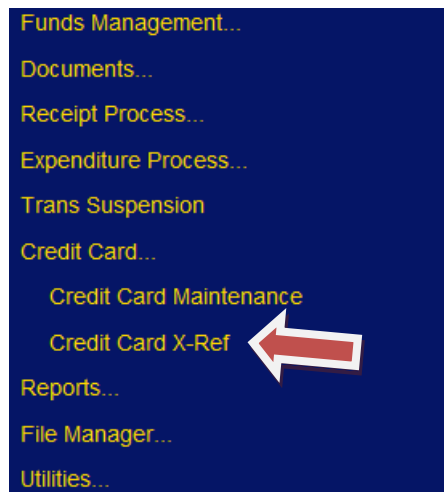 Funds Management...
Documents...
Receipt Process...
Expenditure Process...
Trans Suspension
Credit Card...
Credit Card Maintenance
Credit Card X-Ref
Reports...
File Manager...
Utilities...